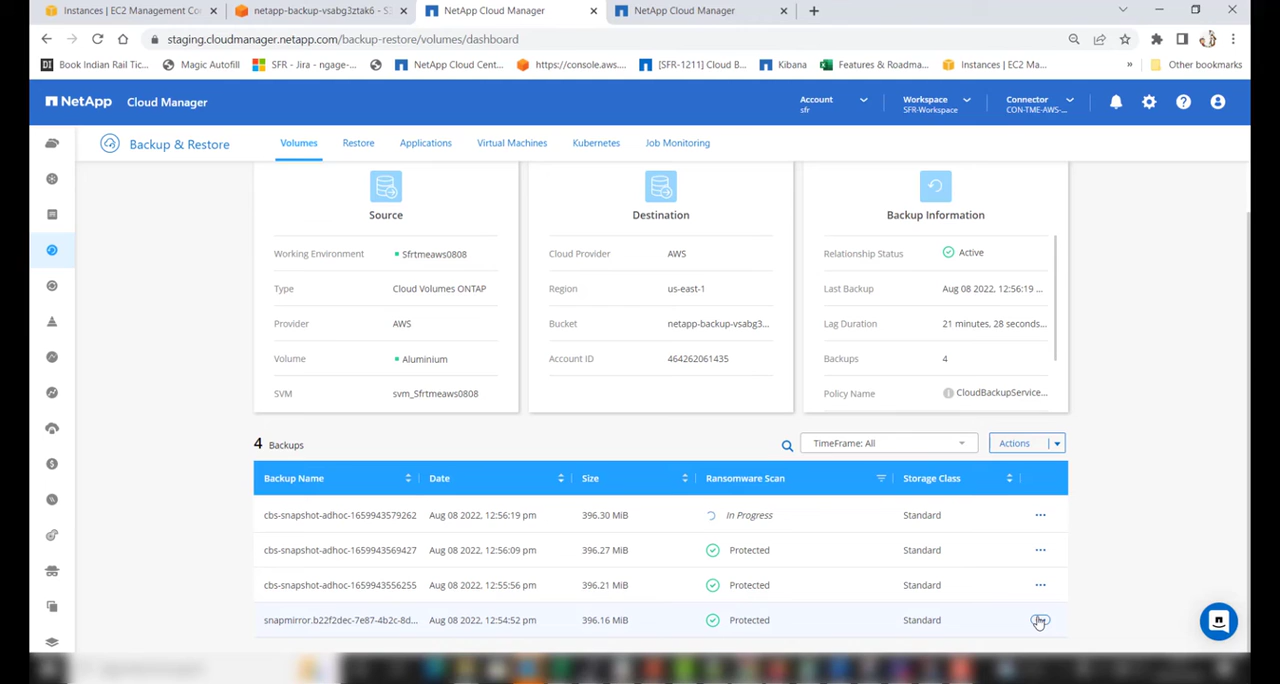 Instances | EC2 Management Co
netapp-backup-vsabg3ztak6 - S3
NetApp Cloud Manager
NetApp Cloud Manager
staging.cloudmanager.netapp.com/backup-restore/volumes/dashboard
Book Indian Rail Tic...
Magic Autofill
SFR - Jira - ngage-...
NetApp Cloud Cent...
https://console.aws....
[SFR-1211] Cloud B...
Kibana
Features & Roadma...
Instances | EC2 Ma...
»
Other bookmarks
NetApp
Cloud Manager
Account
sfr
Workspace
SFR-Workspace
Connector
CON-TME-AWS-...
Backup & Restore
Volumes
Restore
Applications
Virtual Machines
Kubernetes
Job Monitoring
Source
Working Environment Sfrtmeaws0808
Type Cloud Volumes ONTAP
Provider AWS
Volume Aluminium
SVM svm_Sfrtmeaws0808
Destination
Cloud Provider AWS
Region us-east-1
Bucket netapp-backup-vsabg3...
Account ID 464262061435
Backup Information
Relationship Status Active
Last Backup Aug 08 2022, 12:56:19 ...
Lag Duration 21 minutes, 28 seconds...
Backups 4
Policy Name CloudBackupService...
4 Backups
TimeFrame: All
Actions
Backup Name Date Size Ransomware Scan Storage Class
cbs-snapshot-adhoc-1659943579262 Aug 08 2022, 12:56:19 pm 396.30 MiB In Progress Standard ...
cbs-snapshot-adhoc-1659943569427 Aug 08 2022, 12:56:09 pm 396.27 MiB Protected Standard ...
cbs-snapshot-adhoc-1659943556255 Aug 08 2022, 12:55:56 pm 396.21 MiB Protected Standard ...
snapmirror.b22f2dec-7e87-4b2c-8d... Aug 08 2022, 12:54:52 pm 396.16 MiB Protected Standard